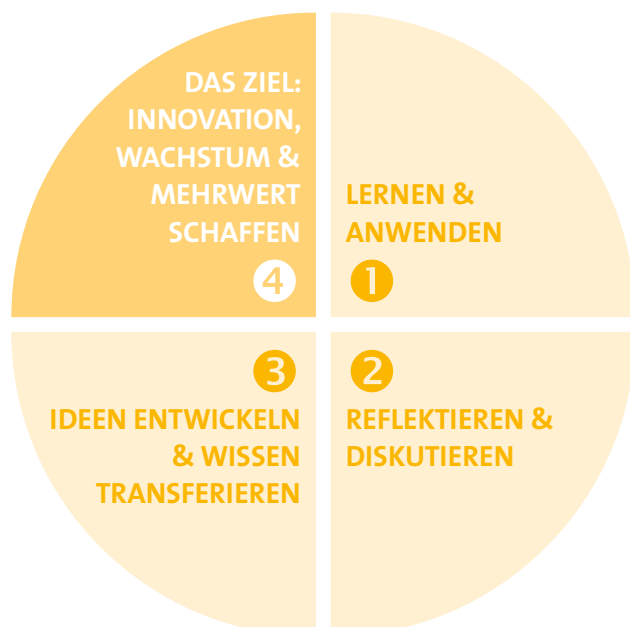 DAS ZIEL:
INNOVATION,
WACHSTUM &
MEHRWERT
SCHAFFEN
4
LERNEN &
ANWENDEN
1
3
IDEEN ENTWICKELN
& WISSEN
TRANSFERIEREN
2
REFLEKTIEREN &
DISKUTIEREN